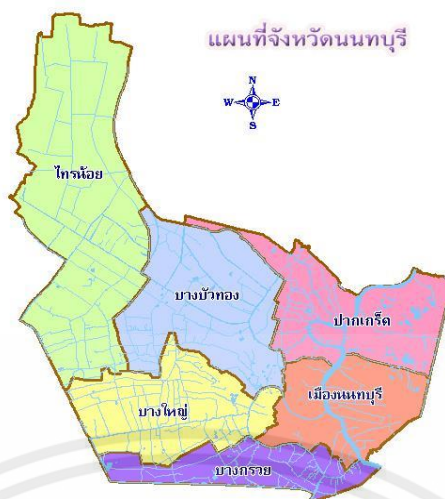 แผนที่จังหวัดนนทบุรี
N
W E
S
ไทรน้อย
บางบัวทอง
ปากเกร็ด
เมืองนนทบุรี
บางใหญ่
บางกรวย